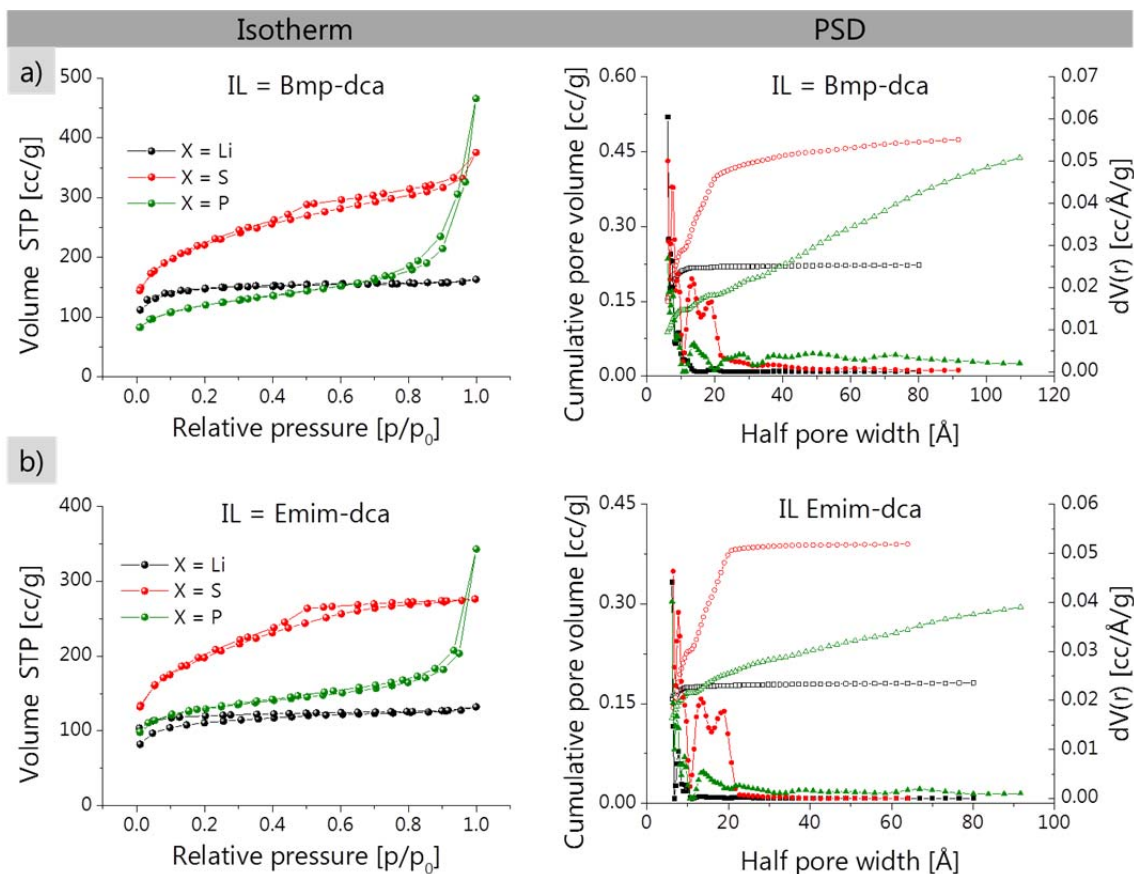 Isotherm
PSD
a)
IL = Bmp-dca
X = Li
X = S
X = P
Volume STP [cc/g]
500
400
300
200
100
0
0.0 0.2 0.4 0.6 0.8 1.0
Relative pressure [p/p0]
IL = Bmp-dca
Cumulative pore volume [cc/g]
0.60
0.45
0.30
0.15
0.00
0 20 40 60 80 100 120
Half pore width [Å]
0.07
0.06
0.05
0.04
0.03
0.02
0.01
0.00
dV(r) [cc/Å/g]
b)
IL = Emim-dca
X = Li
X = S
X = P
Volume STP [cc/g]
400
300
200
100
0
0.0 0.2 0.4 0.6 0.8 1.0
Relative pressure [p/p0]
IL Emim-dca
Cumulative pore volume [cc/g]
0.45
0.30
0.15
0.00
0 20 40 60 80 100
Half pore width [Å]
0.06
0.05
0.04
0.03
0.02
0.01
0.00
dV(r) [cc/Å/g]